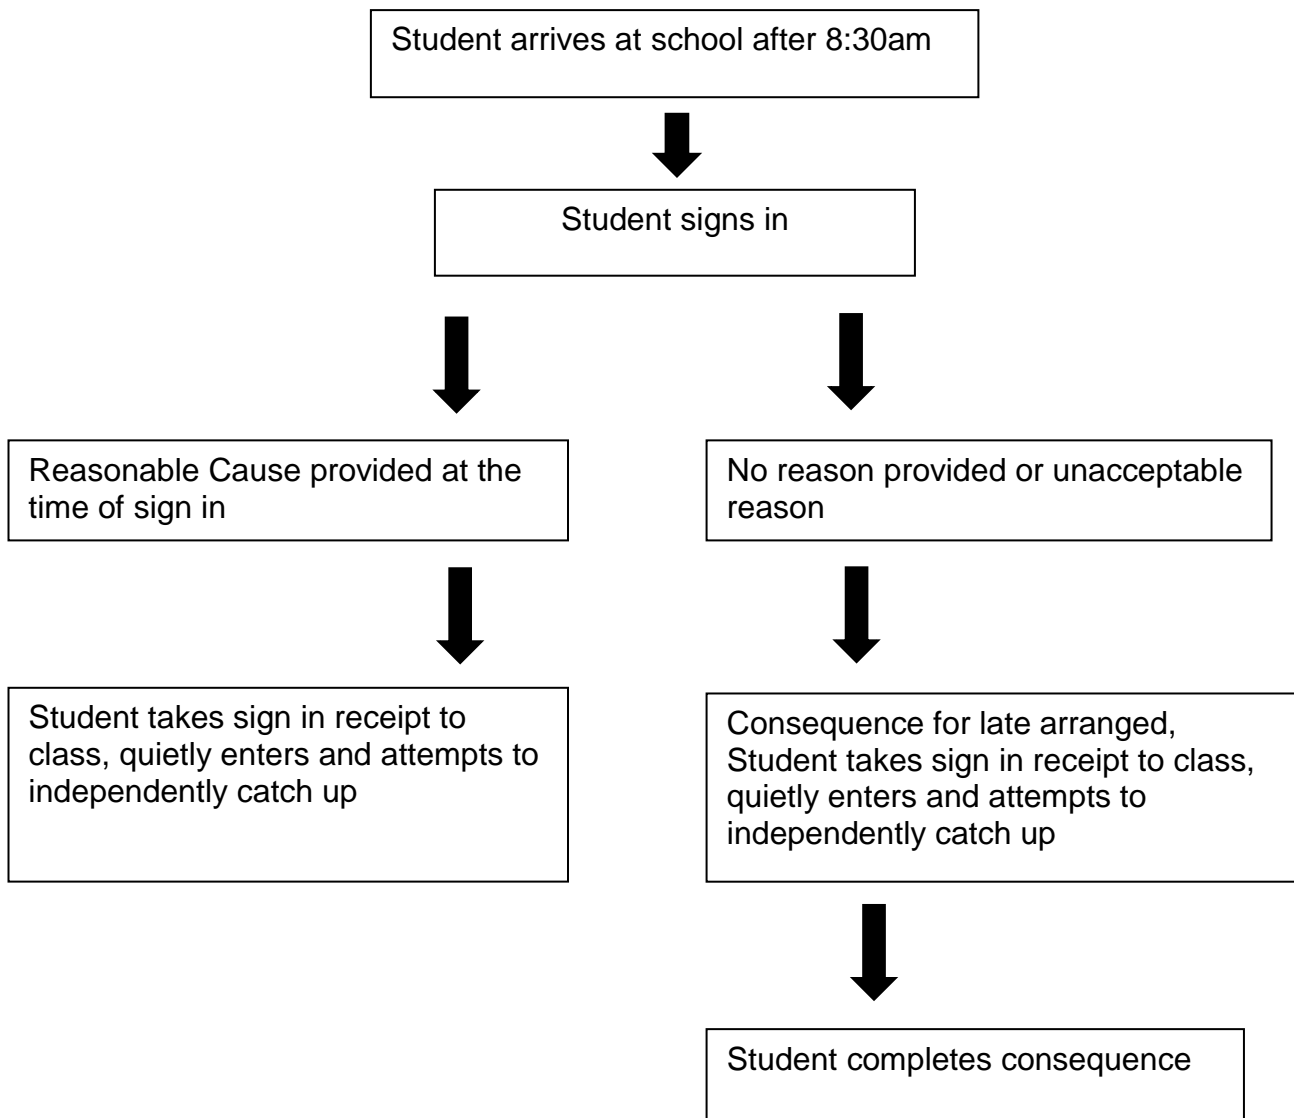 Student arrives at school after 8:30am
Student signs in
Reasonable Cause provided at the
time of sign in
No reason provided or unacceptable
reason
Student takes sign in receipt to
class, quietly enters and attempts to
independently catch up
Consequence for late arranged,
Student takes sign in receipt to class,
quietly enters and attempts to
independently catch up
Student completes consequence